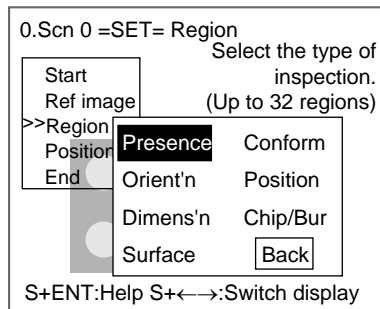 0.Scn 0 =SET= Region
Select the type of
inspection.
(Up to 32 regions)
Start
Ref image
>>Region
Position
End
Presence Conform
Orient'n Position
Dimens'n Chip/Bur
Surface Back
S+ENT:Help S+←→:Switch display